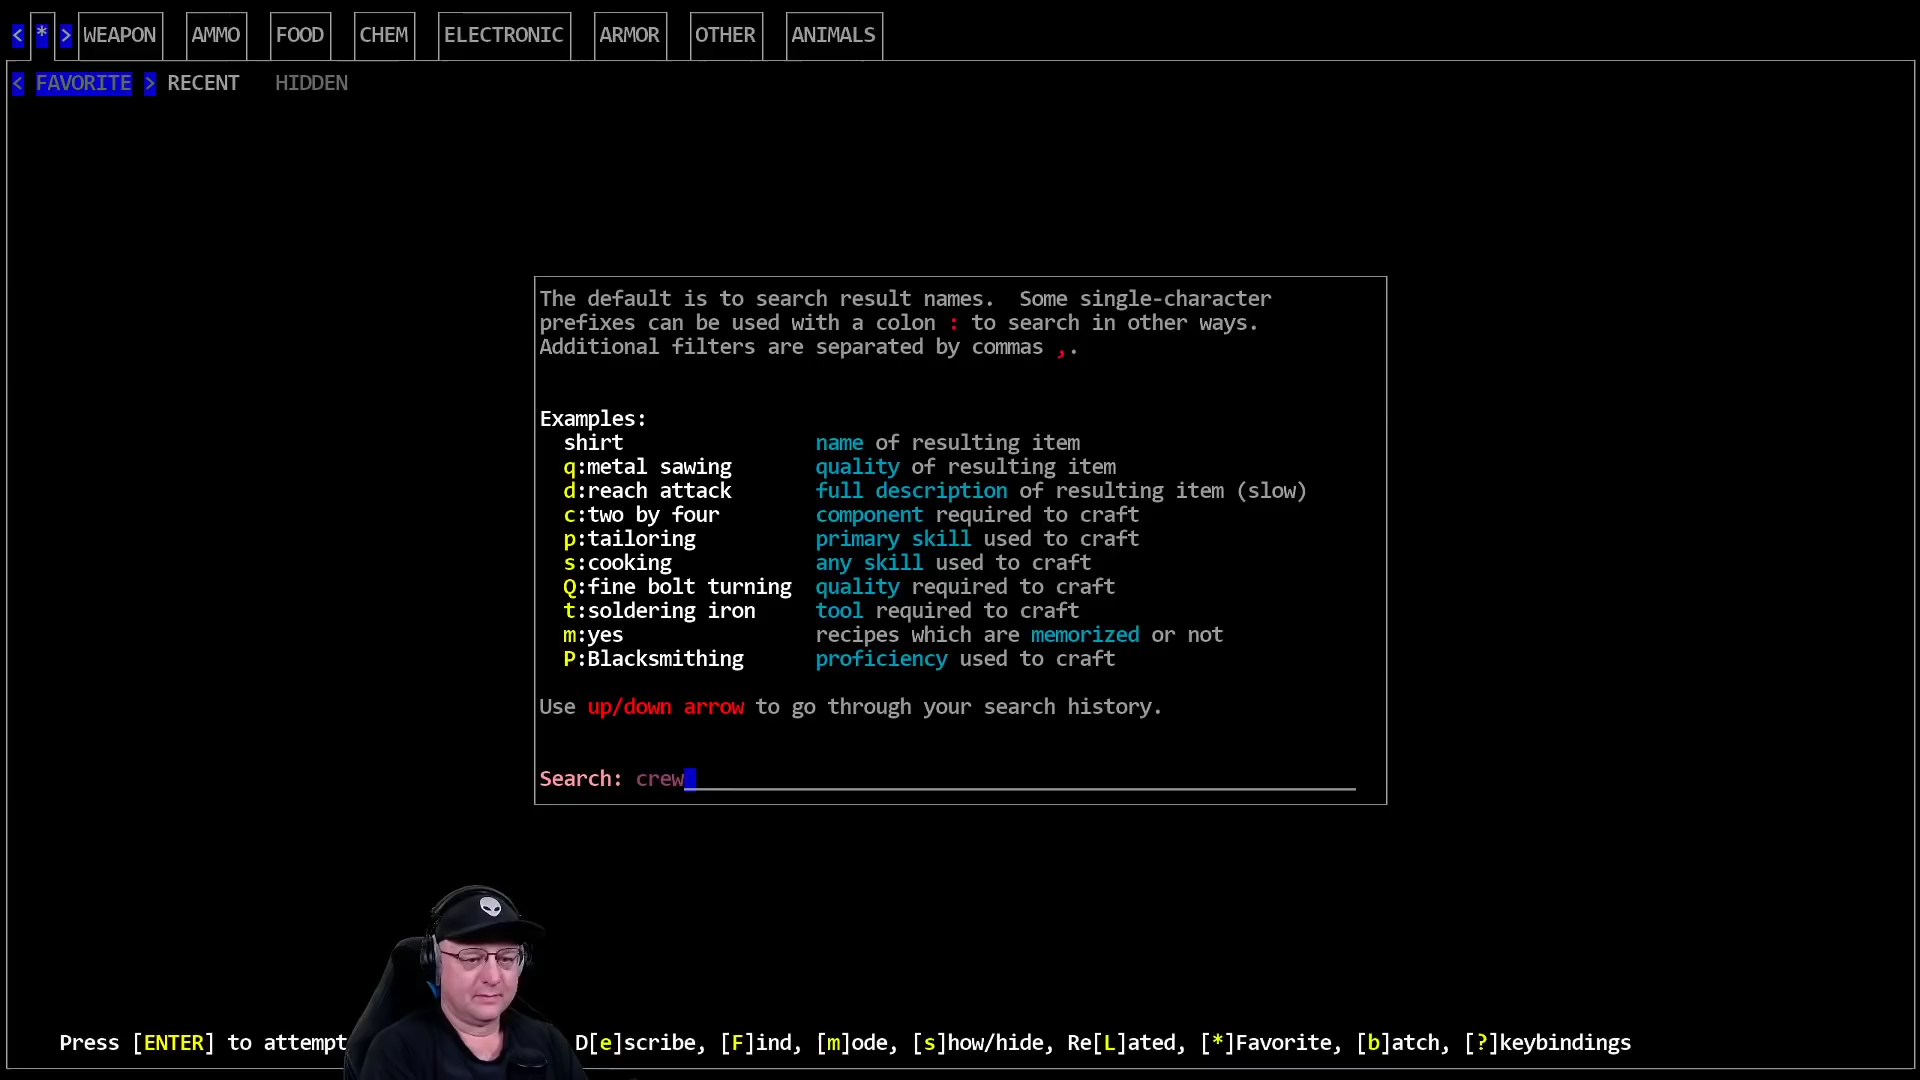 < * > WEAPON AMMO FOOD CHEM ELECTRONIC ARMOR OTHER ANIMALS
< FAVORITE > RECENT HIDDEN
The default is to search result names. Some single-character
prefixes can be used with a colon : to search in other ways.
Additional filters are separated by commas ,.
Examples:
shirt name of resulting item
q:metal sawing quality of resulting item
d:reach attack full description of resulting item (slow)
c:two by four component required to craft
p:tailoring primary skill used to craft
s:cooking any skill used to craft
Q:fine bolt turning quality required to craft
t:soldering iron tool required to craft
m:yes recipes which are memorized or not
P:Blacksmithing proficiency used to craft
Use up/down arrow to go through your search history.
Search: crew
Press [ENTER] to attempt D[e]scribe, [F]ind, [m]ode, [s]how/hide, Re[L]ated, [*]Favorite, [b]atch, [?]keybindings